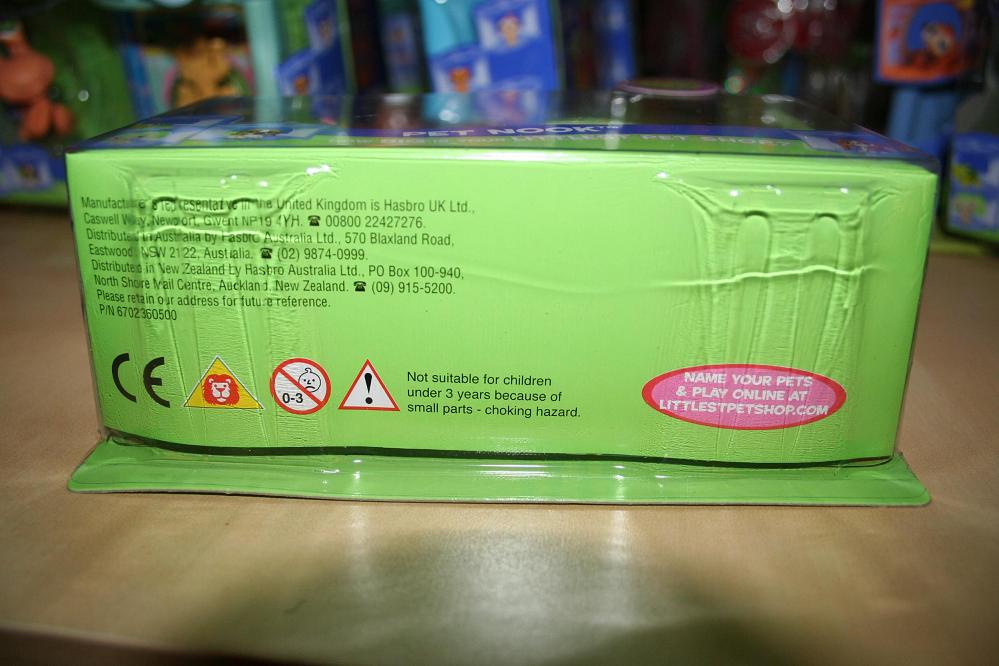 PET NOOK
Manufacturer's representative in the United Kingdom is Hasbro UK Ltd.,
Caswell Way, Newport, Gwent NP19 4YH. ☎ 00800 22427276.
Distributed in Australia by Hasbro Australia Ltd., 570 Blaxland Road,
Eastwood, NSW 2122, Australia. ☎ (02) 9874-0999.
Distributed in New Zealand by Hasbro Australia Ltd., PO Box 100-940,
North Shore Mail Centre, Auckland, New Zealand. ☎ (09) 915-5200.
Please retain our address for future reference.
P/N 6702360500
CE
0-3
!
Not suitable for children
under 3 years because of
small parts - choking hazard.
NAME YOUR PETS
& PLAY ONLINE AT
LITTLESTPETSHOP.COM